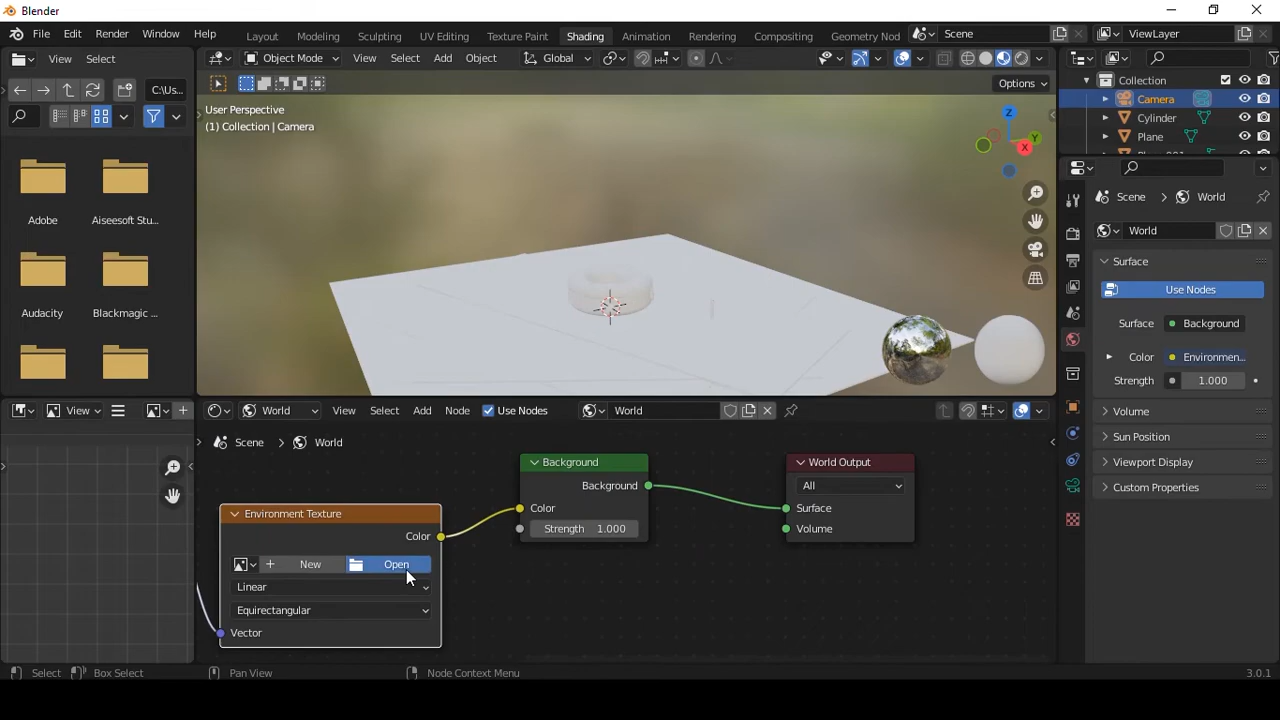 Blender
File Edit Render Window Help
Layout Modeling Sculpting UV Editing Texture Paint Shading Animation Rendering Compositing Geometry Nod
Scene ViewLayer
View Select
Object Mode View Select Add Object Global
C:\Us...
Options
User Perspective
(1) Collection | Camera
Z
Y
X
Adobe
Aiseesoft Stu...
Audacity
Blackmagic ...
Collection
Camera
Cylinder
Plane
Scene World
World
Surface
Use Nodes
Surface Background
Color Environmen...
Strength 1.000
Volume
Sun Position
Viewport Display
Custom Properties
View
World View Select Add Node Use Nodes World
Scene World
Environment Texture
Color
New Open
Linear
Equirectangular
Vector
Background
Background
Color
Strength 1.000
World Output
All
Surface
Volume
Select Box Select Pan View Node Context Menu 3.0.1